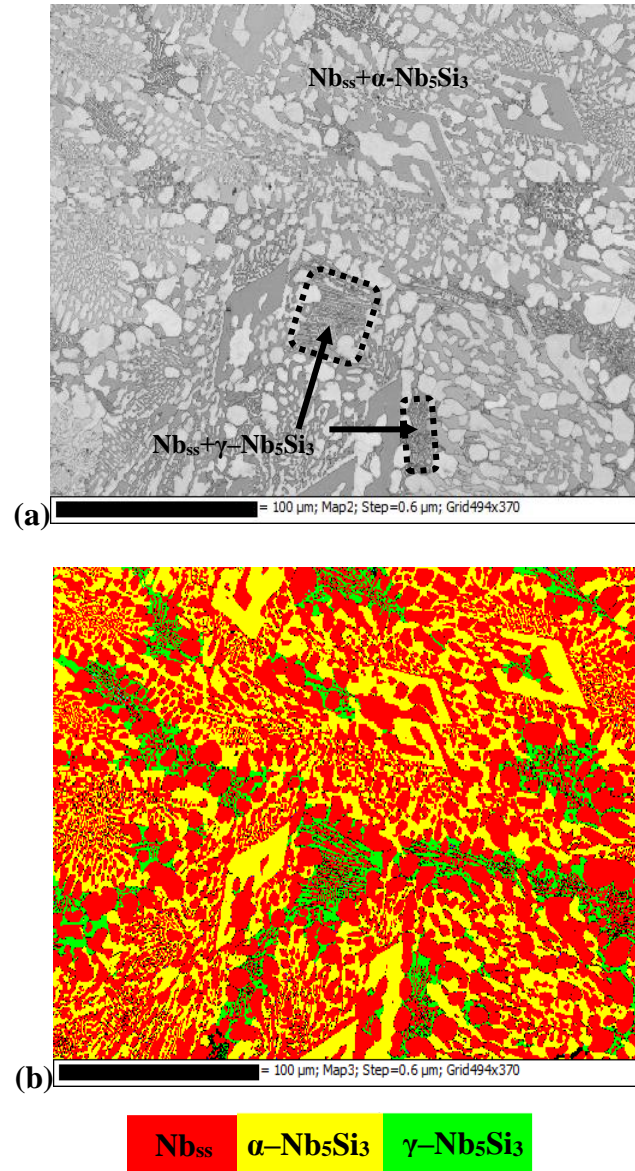 Nbss+α-Nb5Si3
Nbss+γ–Nb5Si3
(a)
= 100 µm; Map2; Step=0.6 µm; Grid494x370
(b)
= 100 µm; Map3; Step=0.6 µm; Grid494x370
Nbss α–Nb5Si3 γ–Nb5Si3